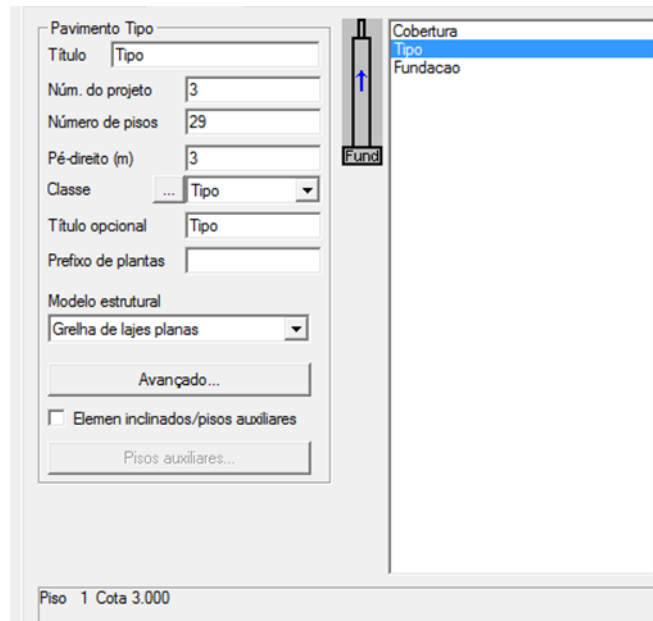 Pavimento Tipo
Título Tipo
Núm. do projeto 3
Número de pisos 29
Pé-direito (m) 3
Classe ... Tipo
Título opcional Tipo
Prefixo de plantas
Modelo estrutural
Grelha de lajes planas
Avançado...
Elemen inclinados/pisos auxiliares
Pisos auxiliares...
Fund
Cobertura
Tipo
Fundacao
Piso 1 Cota 3.000